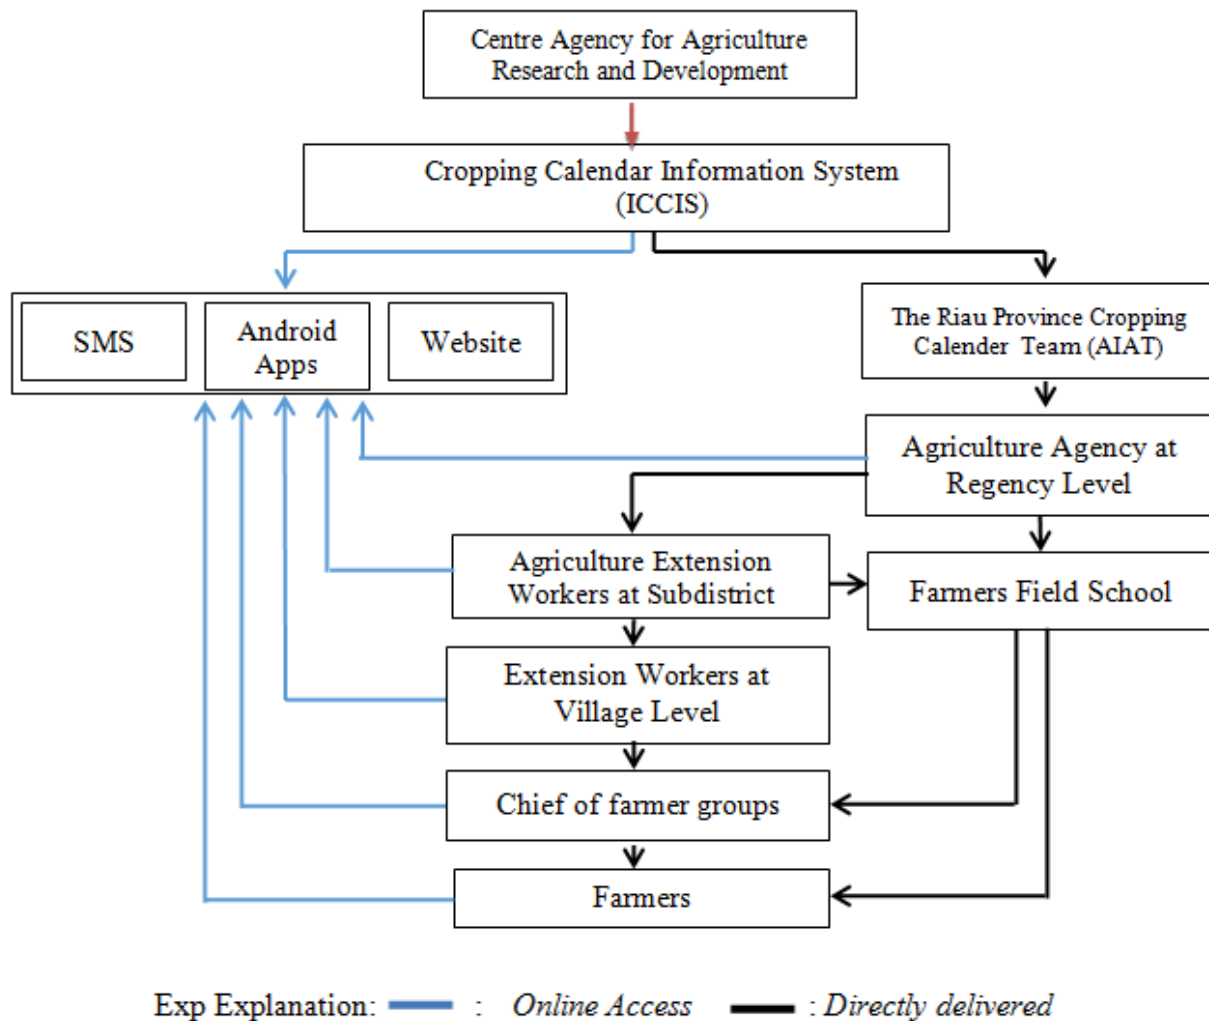 Centre Agency for Agriculture
Research and Development
Cropping Calendar Information System
(ICCIS)
SMS
Android
Apps
Website
The Riau Province Cropping
Calender Team (AIAT)
Agriculture Agency at
Regency Level
Agriculture Extension
Workers at Subdistrict
Farmers Field School
Extension Workers at
Village Level
Chief of farmer groups
Farmers
Exp Explanation: : Online Access : Directly delivered